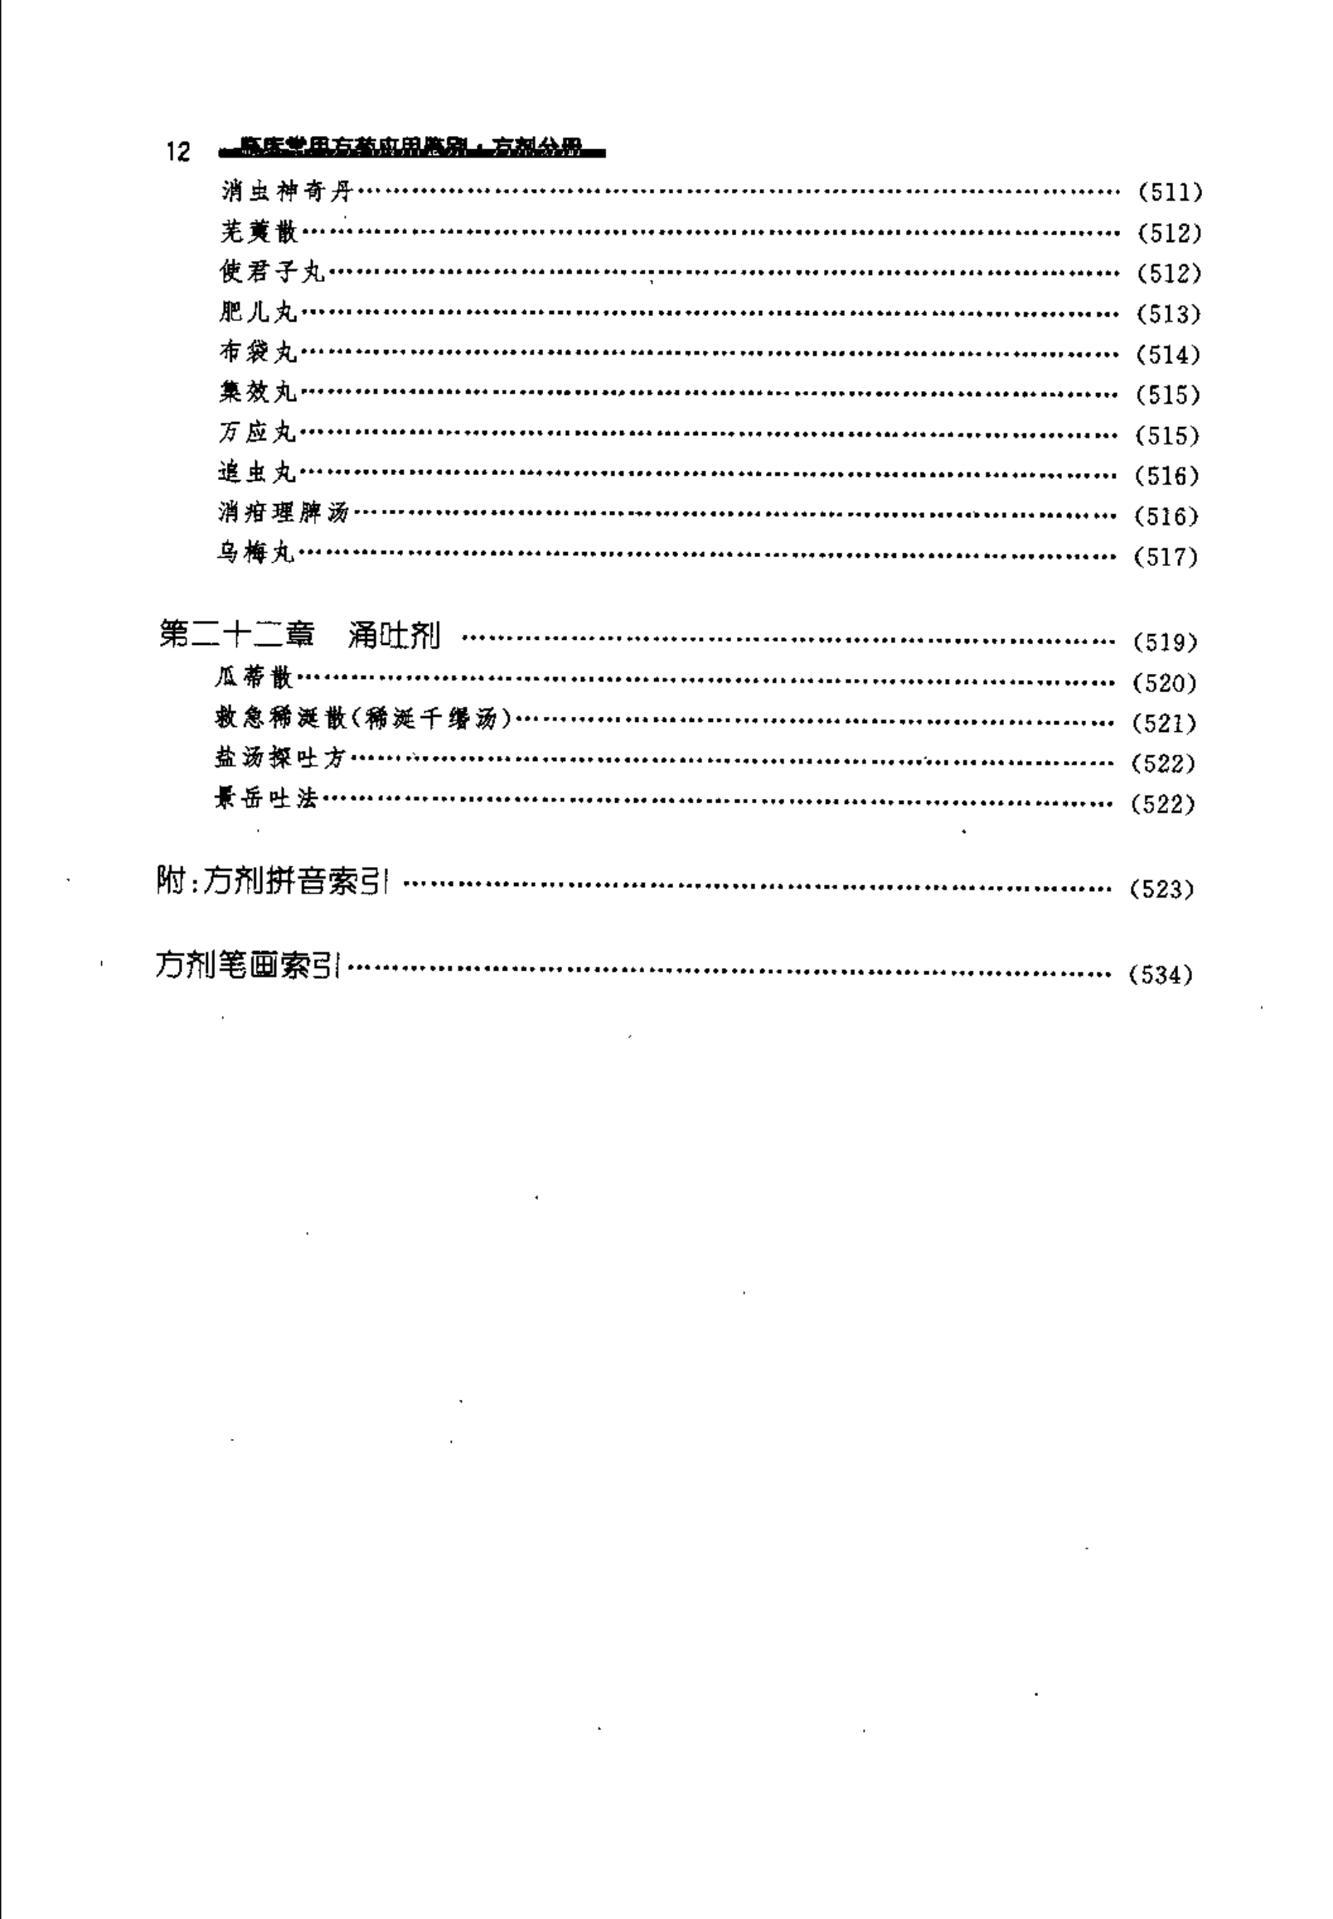 12 临床常用方药应用鉴别·方剂分册
消虫神奇丹…………(511)
芜荑散…………(512)
使君子丸…………(512)
肥儿丸…………(513)
布袋丸…………(514)
集效丸…………(515)
万应丸…………(515)
追虫丸…………(516)
消疳理脾汤…………(516)
乌梅丸…………(517)
第二十二章 涌吐剂…………(519)
瓜蒂散…………(520)
救急稀涎散(稀涎千缗汤)…………(521)
盐汤探吐方…………(522)
景岳吐法…………(522)
附:方剂拼音索引…………(523)
方剂笔画索引…………(534)